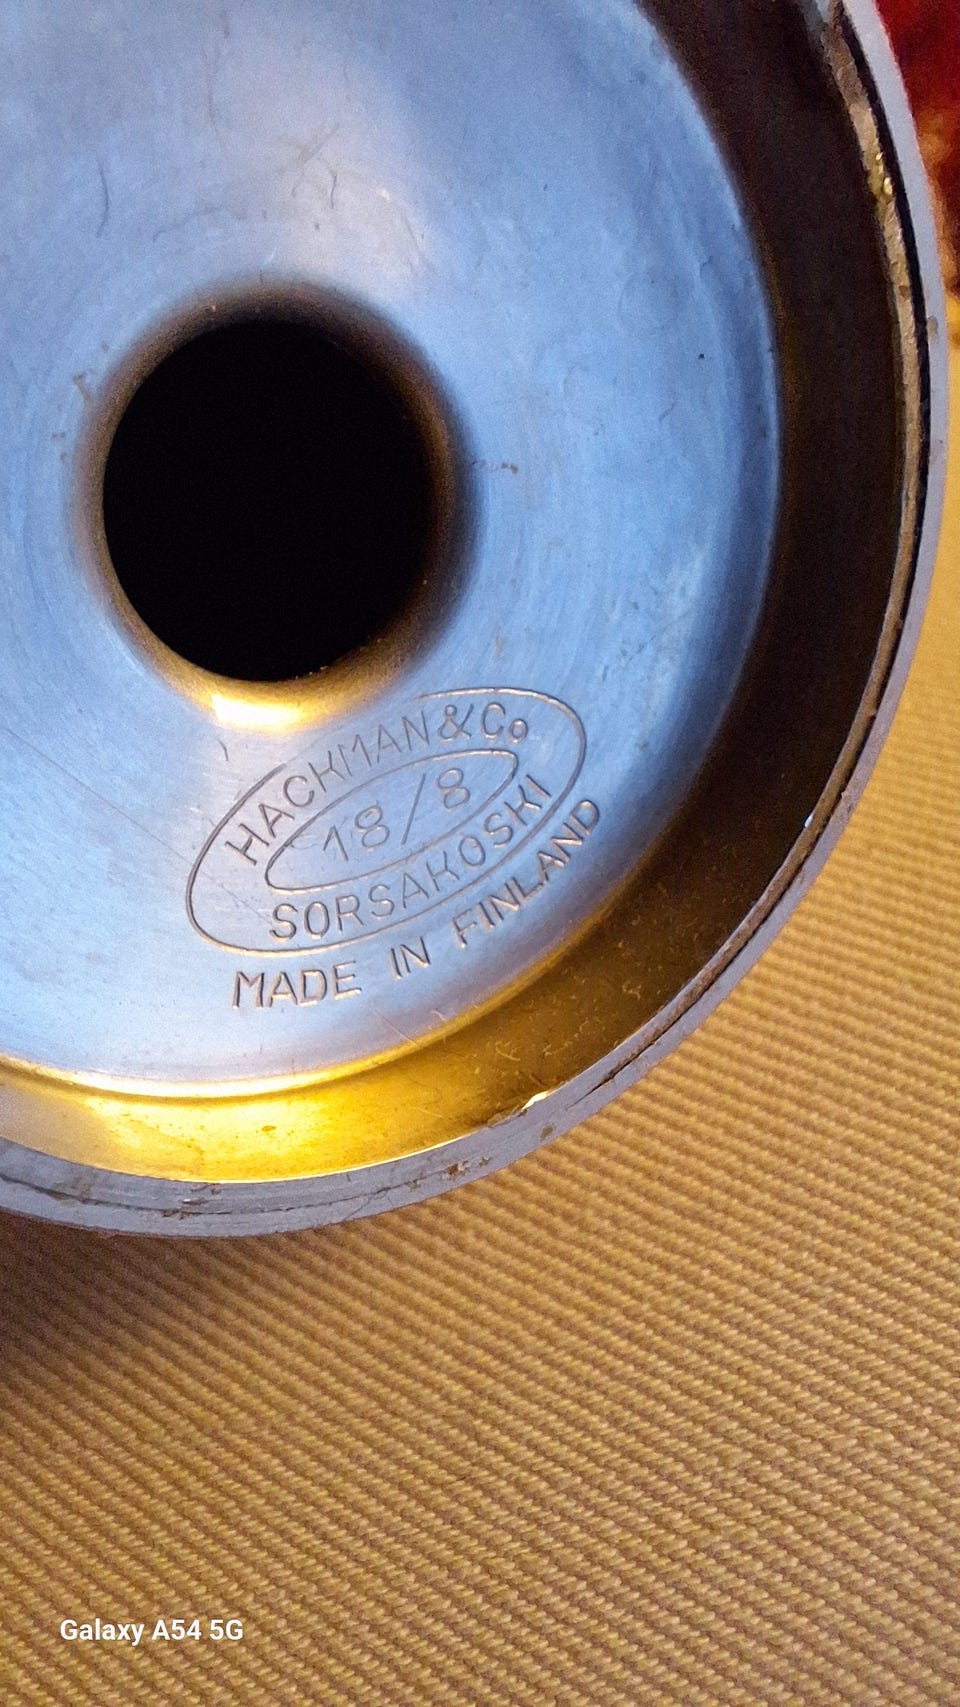 HACKMAN & Co
18/8
SORSAKOSKI
MADE IN FINLAND
Galaxy A54 5G